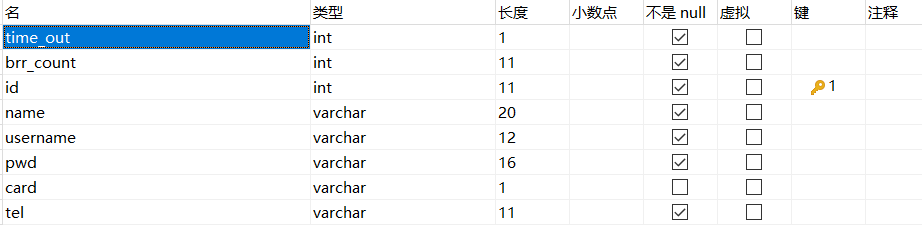 名 类型 长度 小数点 不是 null 虚拟 键 注释
time_out int 1
brr_count int 11
id int 11 1
name varchar 20
username varchar 12
pwd varchar 16
card varchar 1
tel varchar 11